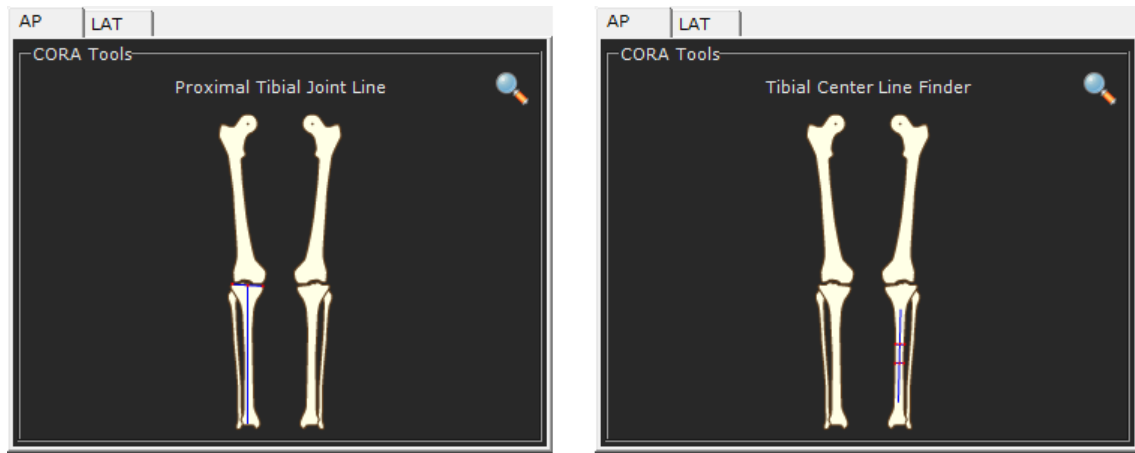 AP LAT
CORA Tools
Proximal Tibial Joint Line
AP LAT
CORA Tools
Tibial Center Line Finder